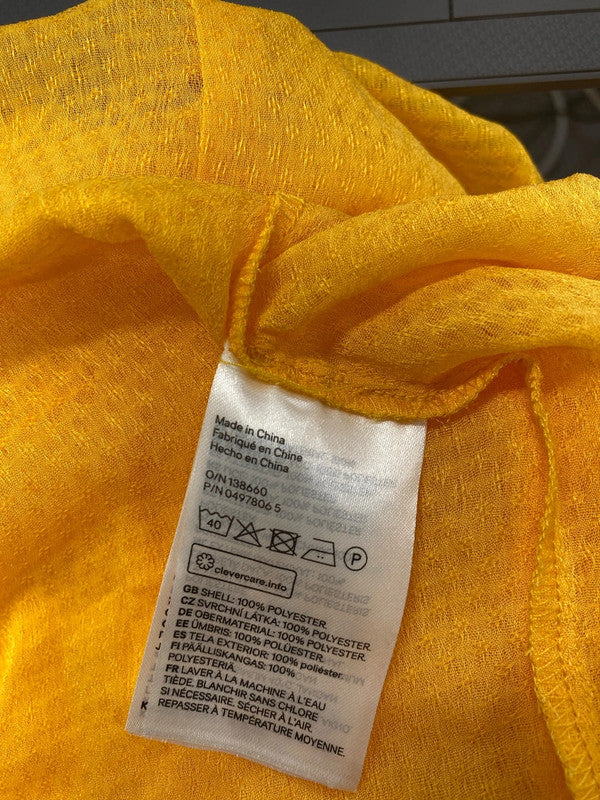 Made in China
Fabriqué en Chine
Hecho en China
O/N 138660
P/N 0497806 5
40
P
clevercare.info
GB SHELL: 100% POLYESTER.
CZ SVRCHNÍ LÁTKA: 100% POLYESTER.
DE OBERMATERIAL: 100% POLYESTER.
EE ÜMBRIS: 100% POLÜESTER.
ES TELA EXTERIOR: 100% poliéster.
FI PÄÄLLISKANGAS: 100%
POLYESTERIÄ.
FR LAVER À LA MACHINE À L'EAU
TIÈDE. BLANCHIR SANS CHLORE
SI NÉCESSAIRE. SÉCHER À L'AIR.
REPASSER À TEMPÉRATURE MOYENNE.
K